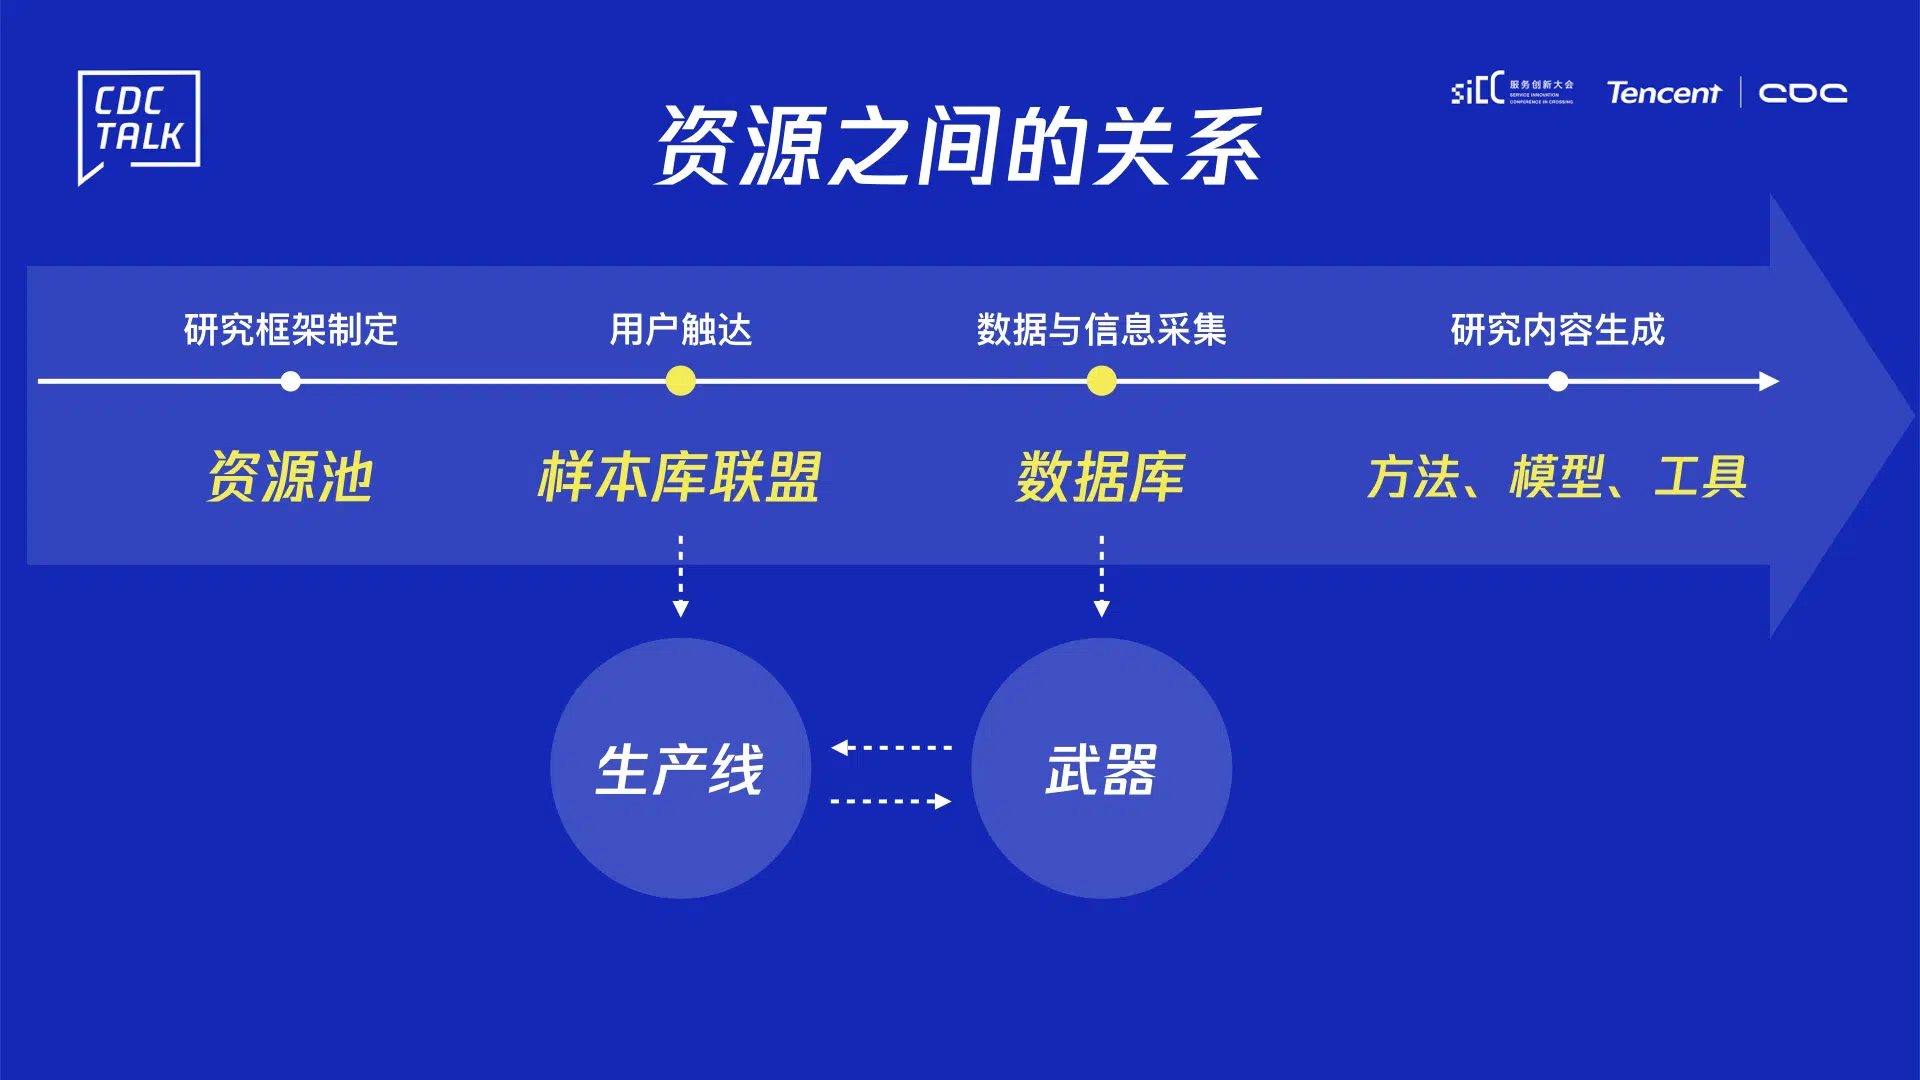 CDC
TALK
资源之间的关系
SiCC 服务创新大会
SERVICE INNOVATION
CONFERENCE IN CROSSING
Tencent | CDC
研究框架制定
用户触达
数据与信息采集
研究内容生成
资源池
样本库联盟
数据库
方法、模型、工具
生产线
武器